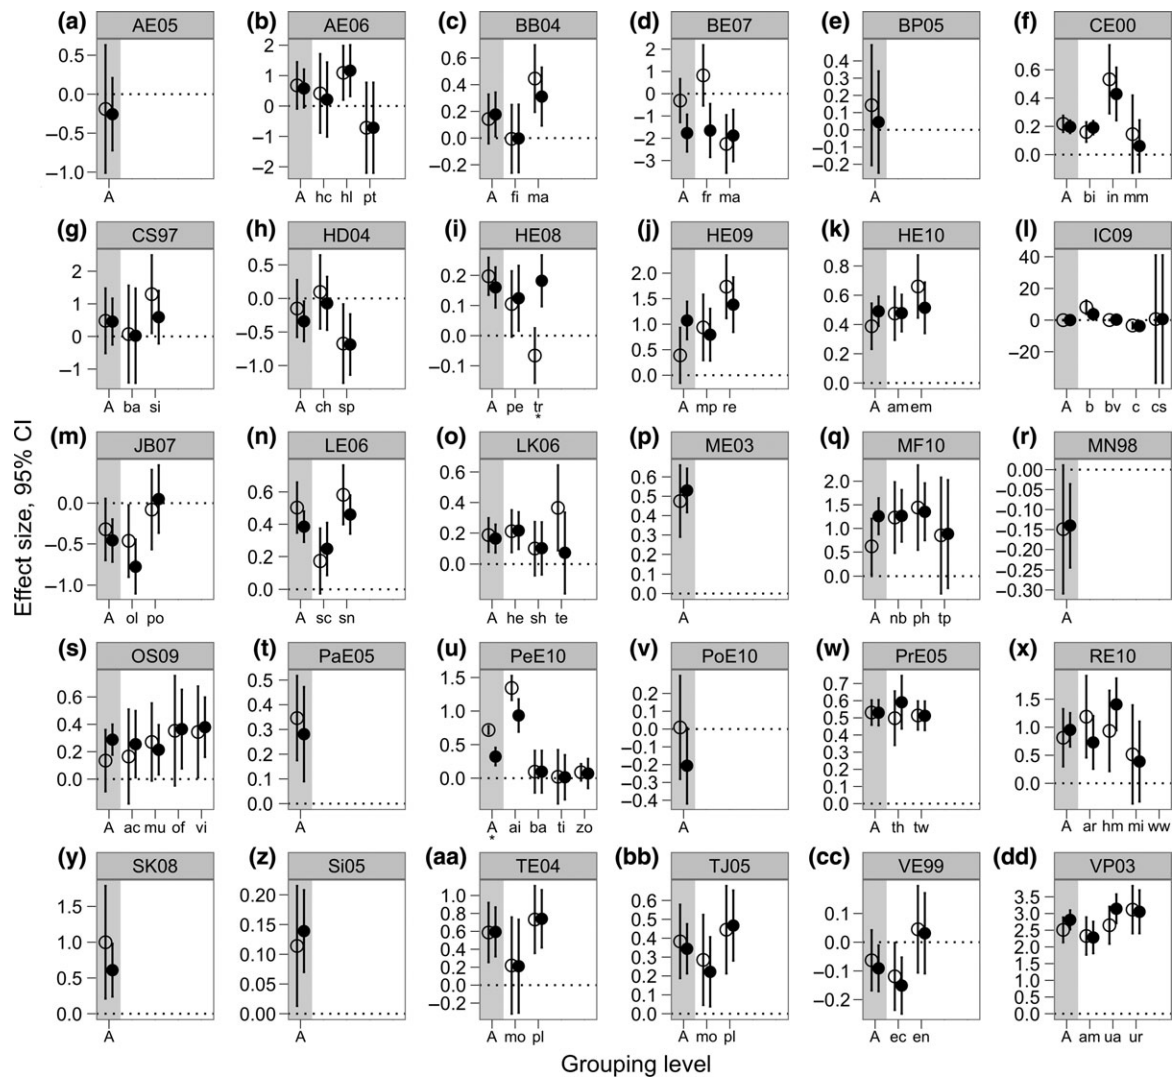 Effect size, 95% CI
(a) AE05
0.5
0.0
−0.5
−1.0
A
(b) AE06
2
1
0
−1
−2
A hc hl pt
(c) BB04
0.6
0.4
0.2
0.0
−0.2
A fi ma
(d) BE07
2
1
0
−1
−2
−3
A fr ma
(e) BP05
0.4
0.3
0.2
0.1
0.0
−0.1
−0.2
A
(f) CE00
0.6
0.4
0.2
0.0
A bi in mm
(g) CS97
2
1
0
−1
A ba si
(h) HD04
0.5
0.0
−0.5
−1.0
A ch sp
(i) HE08
0.2
0.1
0.0
−0.1
A pe tr
*
(j) HE09
2.0
1.5
1.0
0.5
0.0
A mp re
(k) HE10
0.8
0.6
0.4
0.2
0.0
A am em
(l) IC09
40
20
0
−20
A b bv c cs
(m) JB07
0.0
−0.5
−1.0
A ol po
(n) LE06
0.6
0.4
0.2
0.0
A sc sn
(o) LK06
0.6
0.4
0.2
0.0
A he sh te
(p) ME03
0.6
0.5
0.4
0.3
0.2
0.1
0.0
A
(q) MF10
2.0
1.5
1.0
0.5
0.0
A nb ph tp
(r) MN98
0.00
−0.05
−0.10
−0.15
−0.20
−0.25
−0.30
A
(s) OS09
0.6
0.4
0.2
0.0
A ac mu of vi
(t) PaE05
0.5
0.4
0.3
0.2
0.1
0.0
A
(u) PeE10
1.5
1.0
0.5
0.0
A ai ba ti zo
*
(v) PoE10
0.3
0.2
0.1
0.0
−0.1
−0.2
−0.3
−0.4
A
(w) PrE05
0.7
0.6
0.5
0.4
0.3
0.2
0.1
0.0
A th tw
(x) RE10
1.5
1.0
0.5
0.0
A ar hm mi ww
(y) SK08
1.5
1.0
0.5
0.0
A
(z) Si05
0.20
0.15
0.10
0.05
0.00
A
(aa) TE04
1.0
0.8
0.6
0.4
0.2
0.0
−0.2
A mo pl
(bb) TJ05
0.6
0.5
0.4
0.3
0.2
0.1
0.0
A mo pl
(cc) VE99
0.1
0.0
−0.1
−0.2
A ec en
(dd) VP03
3.5
3.0
2.5
2.0
1.5
1.0
0.5
0.0
A am ua ur
Grouping level